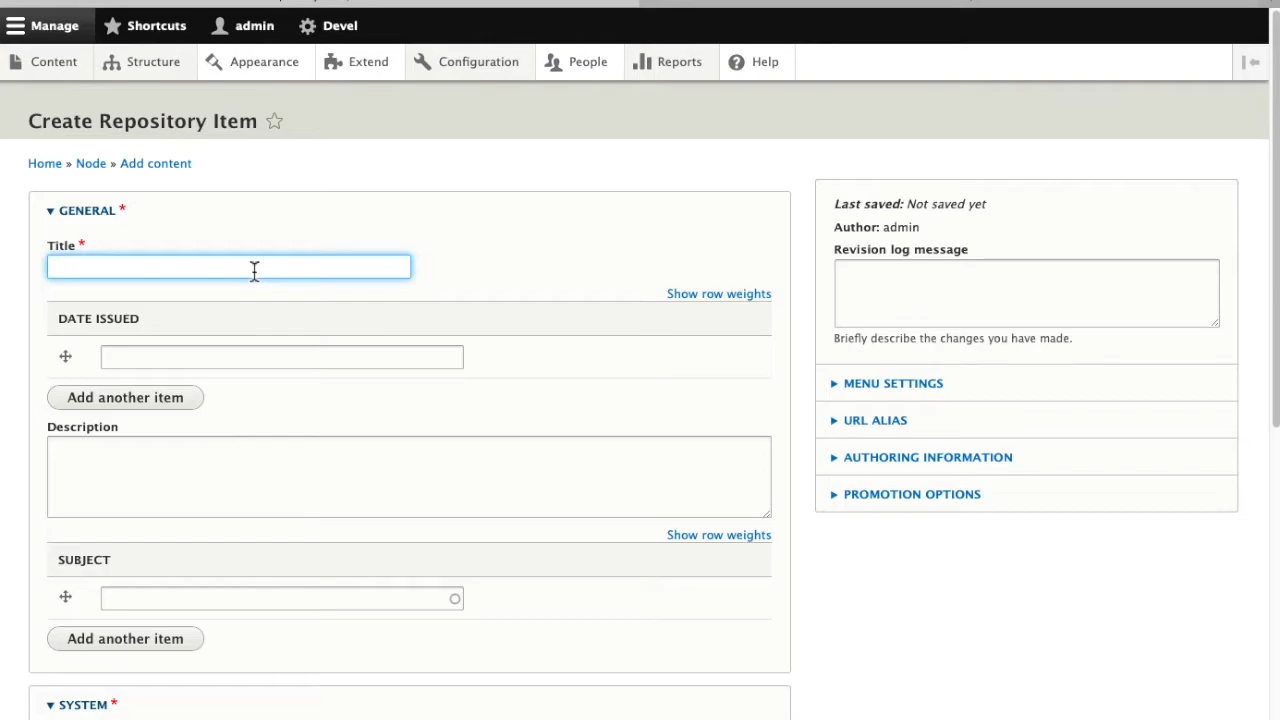 Manage Shortcuts admin Devel
Content Structure Appearance Extend Configuration People Reports Help
Create Repository Item
Home » Node » Add content
GENERAL *
Title *
Show row weights
DATE ISSUED
Add another item
Description
Show row weights
SUBJECT
Add another item
SYSTEM *
Last saved: Not saved yet
Author: admin
Revision log message
Briefly describe the changes you have made.
MENU SETTINGS
URL ALIAS
AUTHORING INFORMATION
PROMOTION OPTIONS